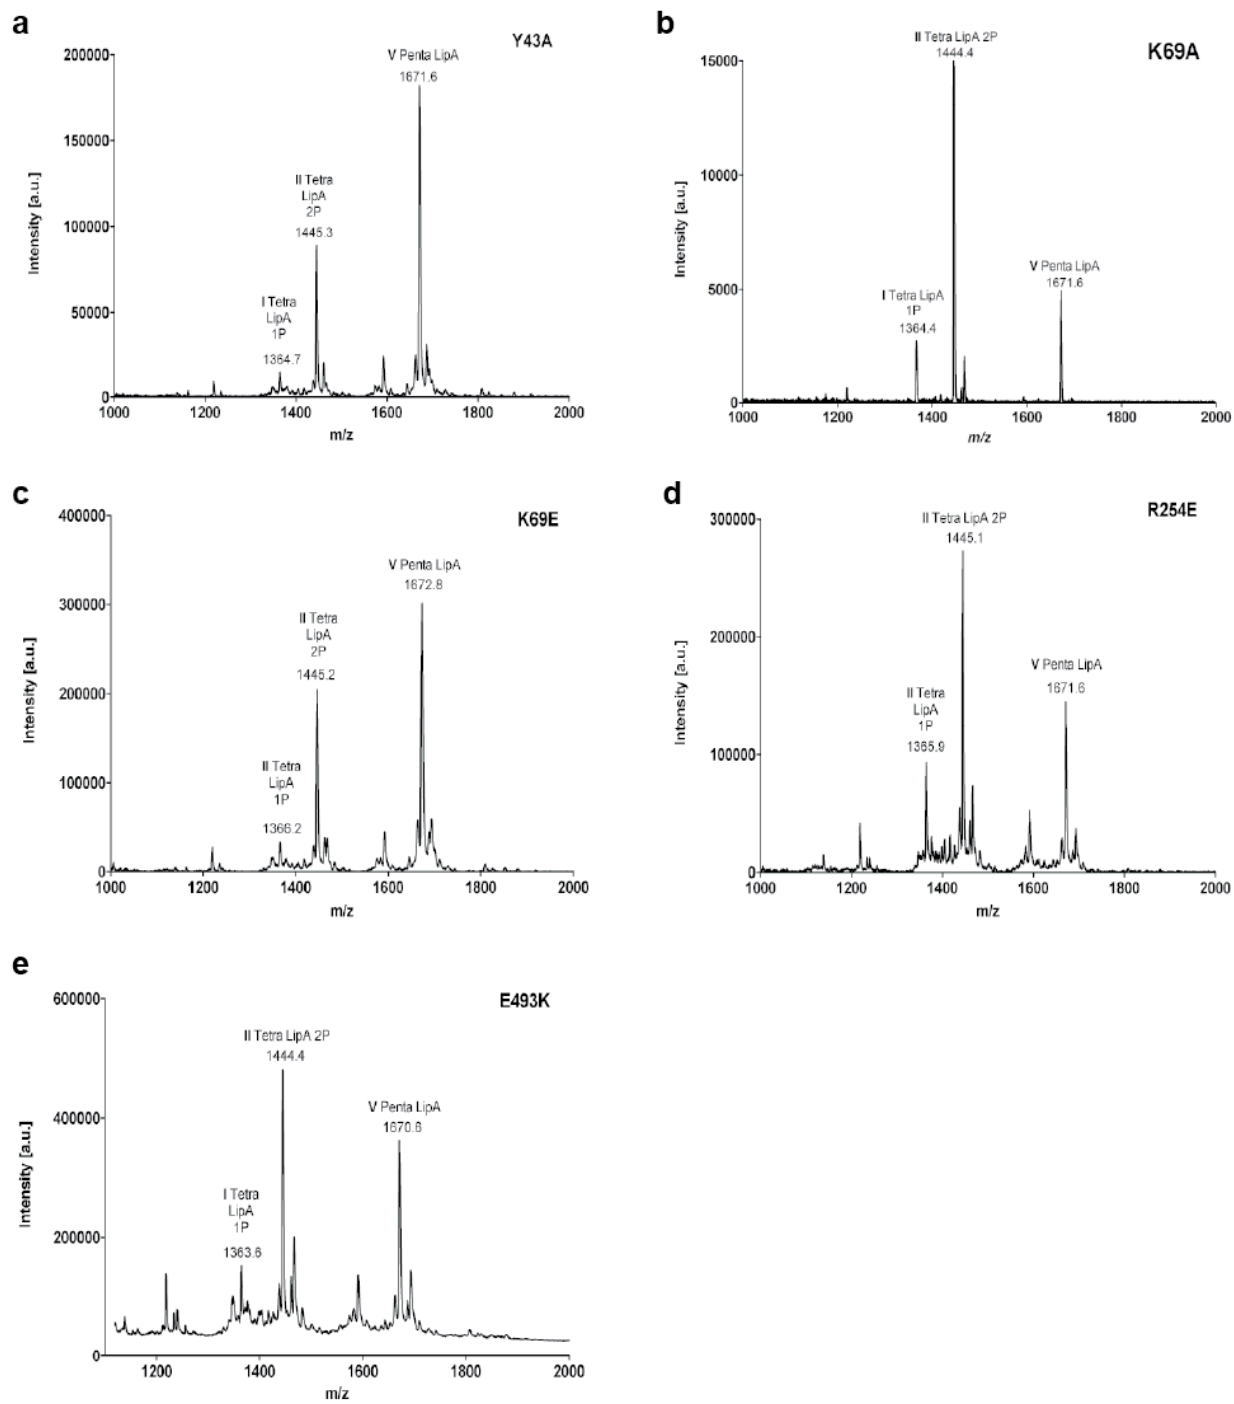 a
Y43A
200000
150000
100000
50000
0
Intensity [a.u.]
V Penta LipA
1671.6
II Tetra
LipA
2P
1445.3
I Tetra
LipA
1P
1364.7
1000
1200
1400
1600
1800
2000
m/z
b
K69A
15000
10000
5000
0
Intensity [a.u.]
II Tetra LipA 2P
1444.4
V Penta LipA
1671.6
I Tetra LipA
1P
1364.4
1000
1200
1400
1600
1800
2000
m/z
c
K69E
400000
300000
200000
100000
0
Intensity [a.u.]
V Penta LipA
1672.8
II Tetra
LipA
2P
1445.2
II Tetra
LipA
1P
1366.2
1000
1200
1400
1600
1800
2000
m/z
d
R254E
300000
200000
100000
0
Intensity [a.u.]
II Tetra LipA 2P
1445.1
V Penta LipA
1671.6
II Tetra
LipA
1P
1365.9
1000
1200
1400
1600
1800
2000
m/z
e
E493K
600000
400000
200000
0
Intensity [a.u.]
II Tetra LipA 2P
1444.4
V Penta LipA
1670.6
I Tetra
LipA
1P
1363.6
1200
1400
1600
1800
2000
m/z